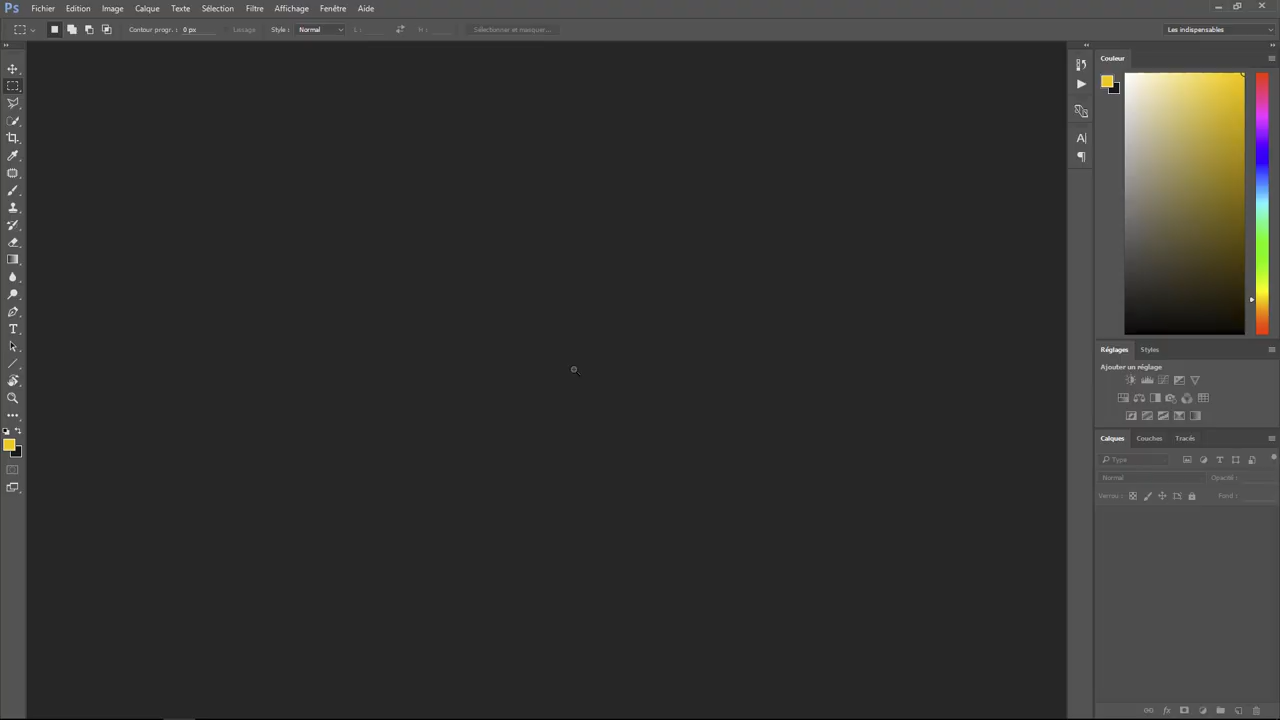 Ps Fichier Edition Image Calque Texte Sélection Filtre Affichage Fenêtre Aide
Contour progr. : 0 px Lissage Style : Normal L : H : Sélectionner et masquer... Les indispensables
Couleur
Réglages Styles
Ajouter un réglage
Calques Couches Tracés
Type
Normal Opacité :
Verrou : Fond :